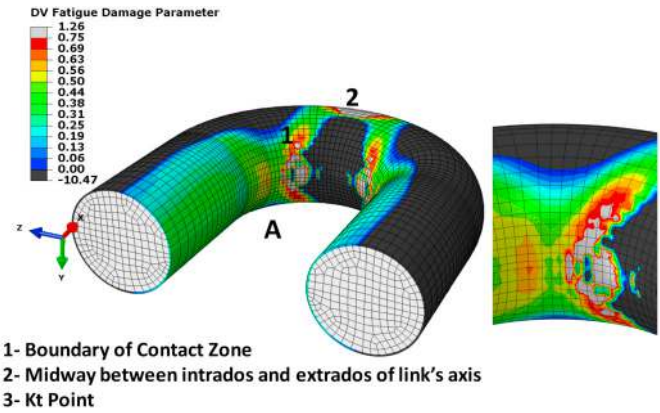 DV Fatigue Damage Parameter
1.26
0.75
0.69
0.63
0.56
0.50
0.44
0.38
0.31
0.25
0.19
0.13
0.06
0.00
-10.47
2
1
X
Z
Y
A
1- Boundary of Contact Zone
2- Midway between intrados and extrados of link's axis
3- Kt Point